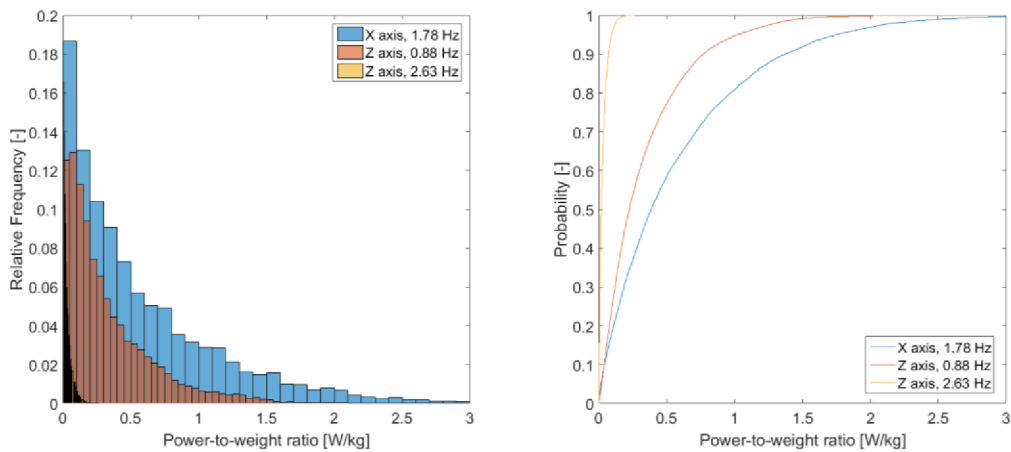 0.2
0.18
0.16
0.14
0.12
0.1
0.08
0.06
0.04
0.02
0
Relative Frequency [-]
X axis, 1.78 Hz
Z axis, 0.88 Hz
Z axis, 2.63 Hz
0 0.5 1 1.5 2 2.5 3
Power-to-weight ratio [W/kg]
1
0.9
0.8
0.7
0.6
0.5
0.4
0.3
0.2
0.1
0
Probability [-]
X axis, 1.78 Hz
Z axis, 0.88 Hz
Z axis, 2.63 Hz
0 0.5 1 1.5 2 2.5 3
Power-to-weight ratio [W/kg]